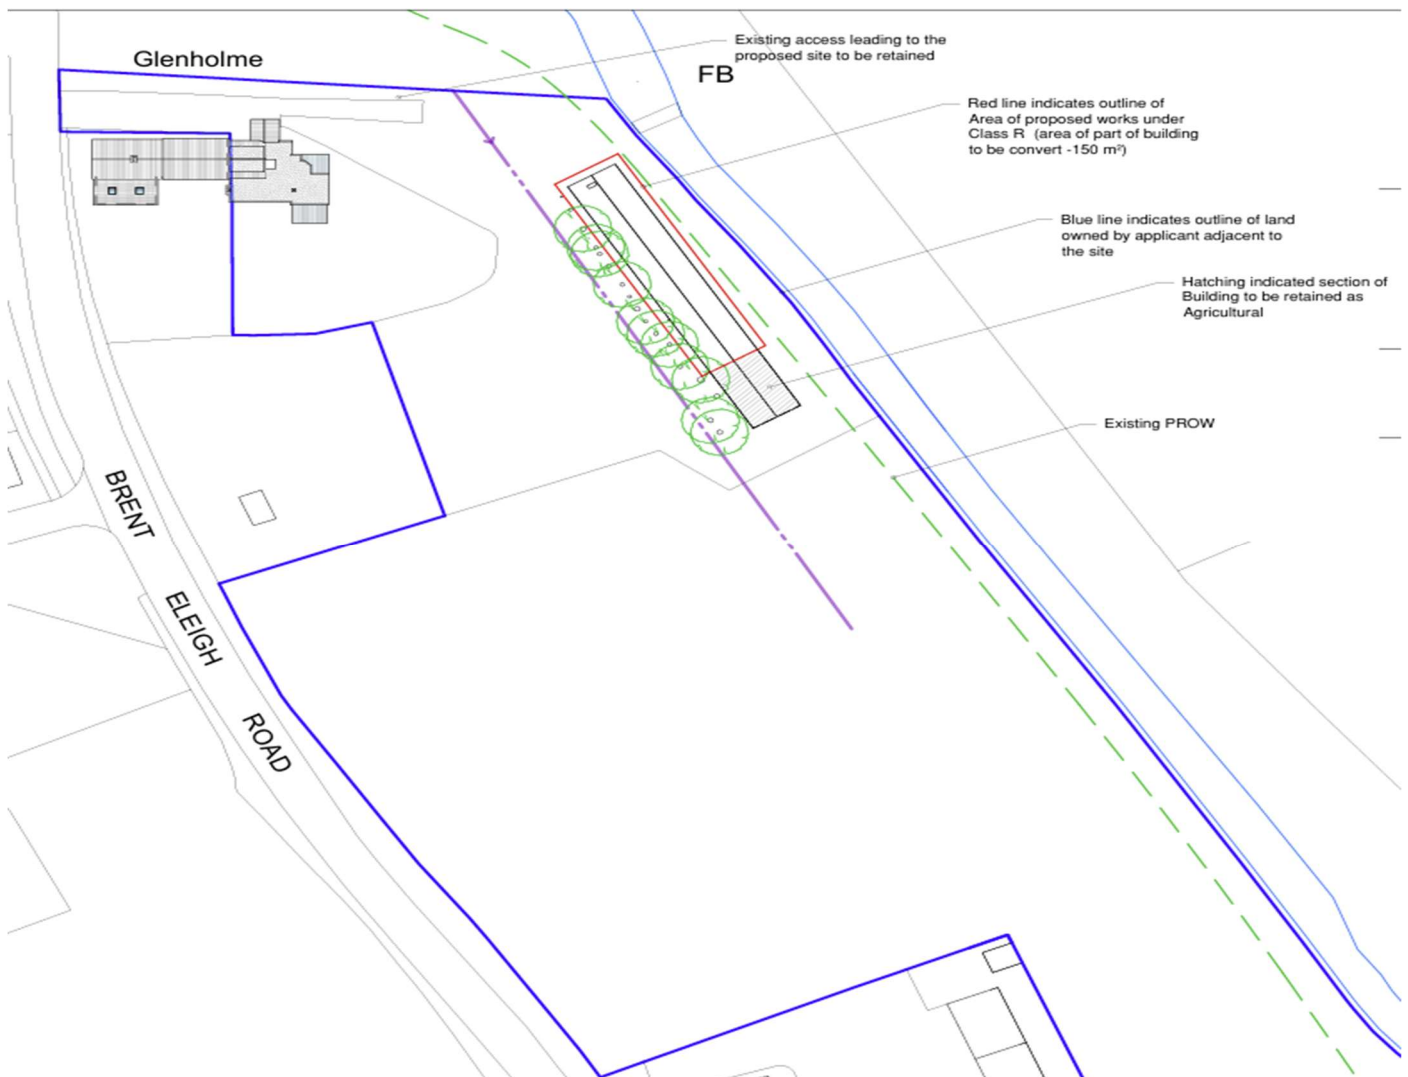 Existing access leading to the
proposed site to be retained
Glenholme
FB
Red line indicates outline of
Area of proposed works under
Class R (area of part of building
to be convert -150 m²)
Blue line indicates outline of land
owned by applicant adjacent to
the site
Hatching indicated section of
Building to be retained as
Agricultural
Existing PROW
BRENT
ELEIGH
ROAD